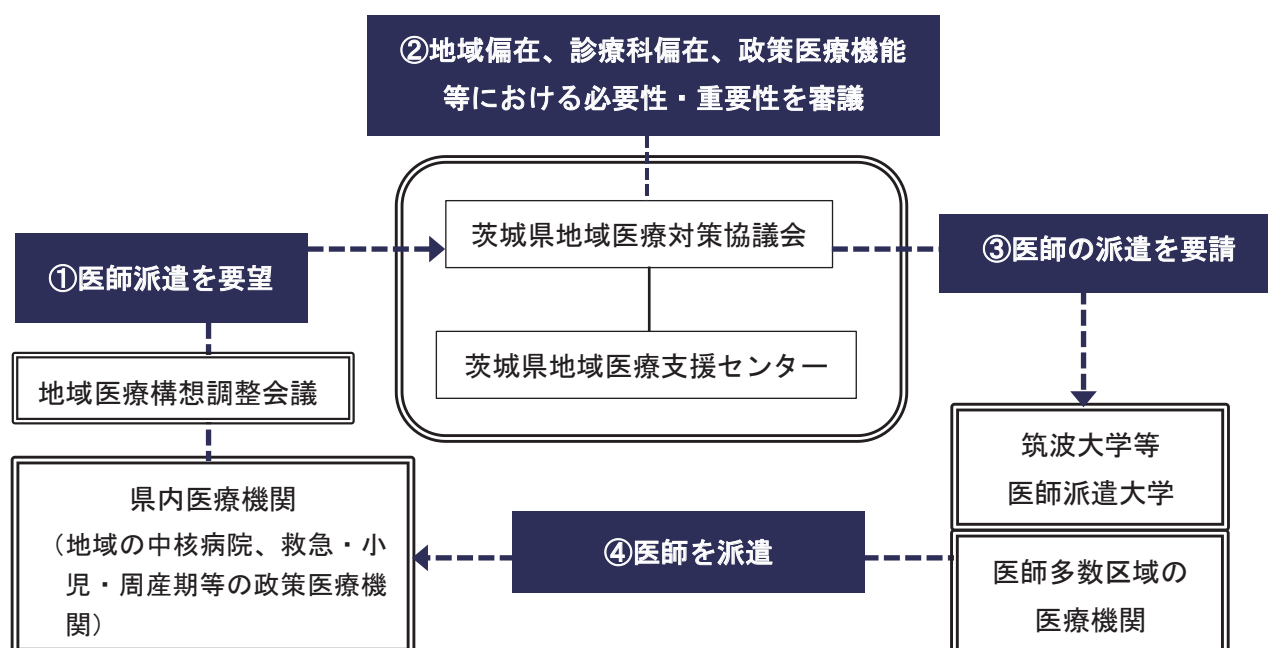 ②地域偏在、診療科偏在、政策医療機能
等における必要性・重要性を審議
茨城県地域医療対策協議会
③医師の派遣を要請
①医師派遣を要望
茨城県地域医療支援センター
地域医療構想調整会議
筑波大学等
医師派遣大学
県内医療機関
（地域の中核病院、救急・小
児・周産期等の政策医療機
関）
④医師を派遣
医師多数区域の
医療機関